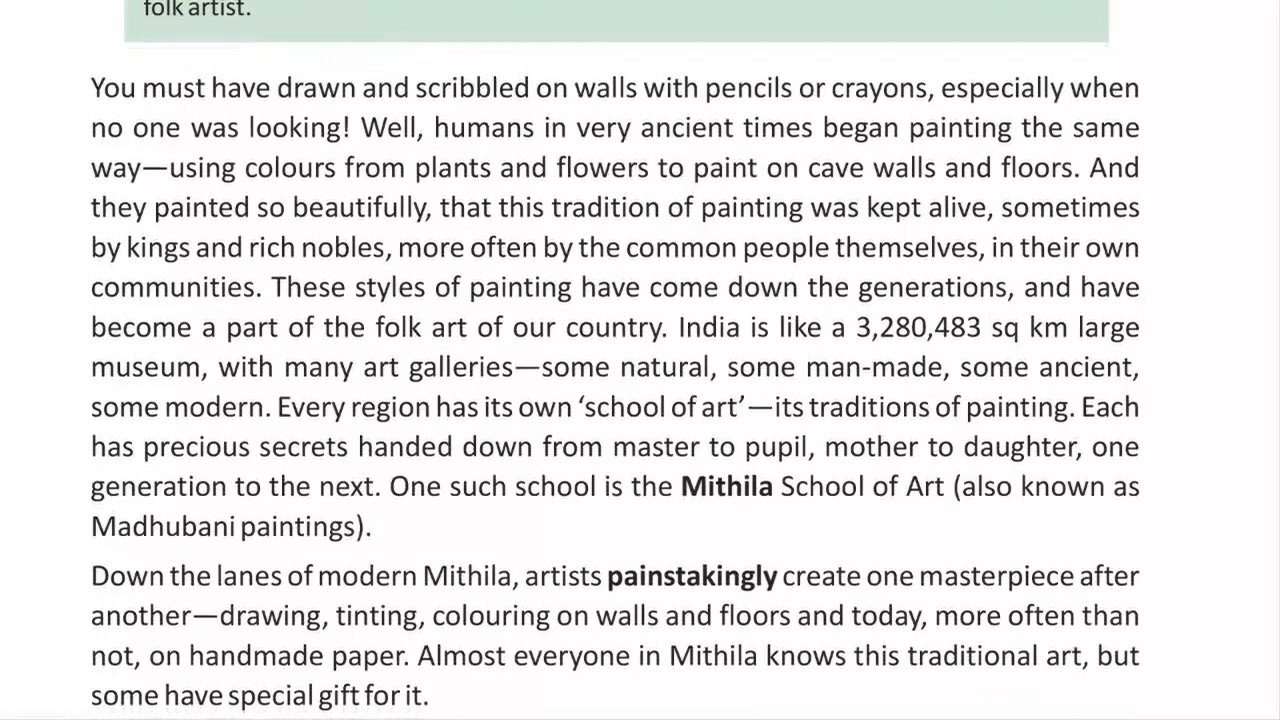 folk artist.
You must have drawn and scribbled on walls with pencils or crayons, especially when
no one was looking! Well, humans in very ancient times began painting the same
way—using colours from plants and flowers to paint on cave walls and floors. And
they painted so beautifully, that this tradition of painting was kept alive, sometimes
by kings and rich nobles, more often by the common people themselves, in their own
communities. These styles of painting have come down the generations, and have
become a part of the folk art of our country. India is like a 3,280,483 sq km large
museum, with many art galleries—some natural, some man-made, some ancient,
some modern. Every region has its own ‘school of art’—its traditions of painting. Each
has precious secrets handed down from master to pupil, mother to daughter, one
generation to the next. One such school is the Mithila School of Art (also known as
Madhubani paintings).
Down the lanes of modern Mithila, artists painstakingly create one masterpiece after
another—drawing, tinting, colouring on walls and floors and today, more often than
not, on handmade paper. Almost everyone in Mithila knows this traditional art, but
some have special gift for it.